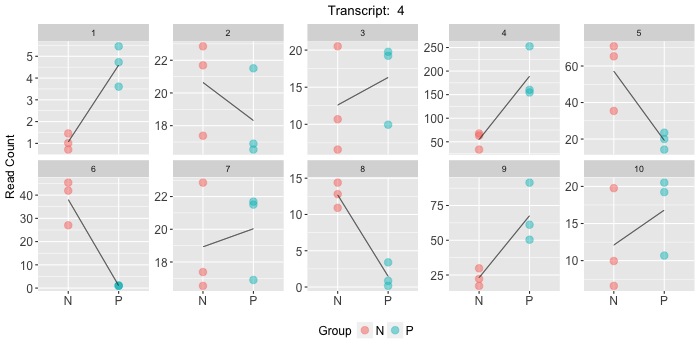 Transcript: 4
1 2 3 4 5
5 4 3 2 1
22 20 18
20 15 10
250 200 150 100 50
60 40 20
Read Count
6 7 8 9 10
40 30 20 10 0
22 20 18
15 10 5 0
75 50 25
20 15 10
N P N P N P N P N P
Group N P